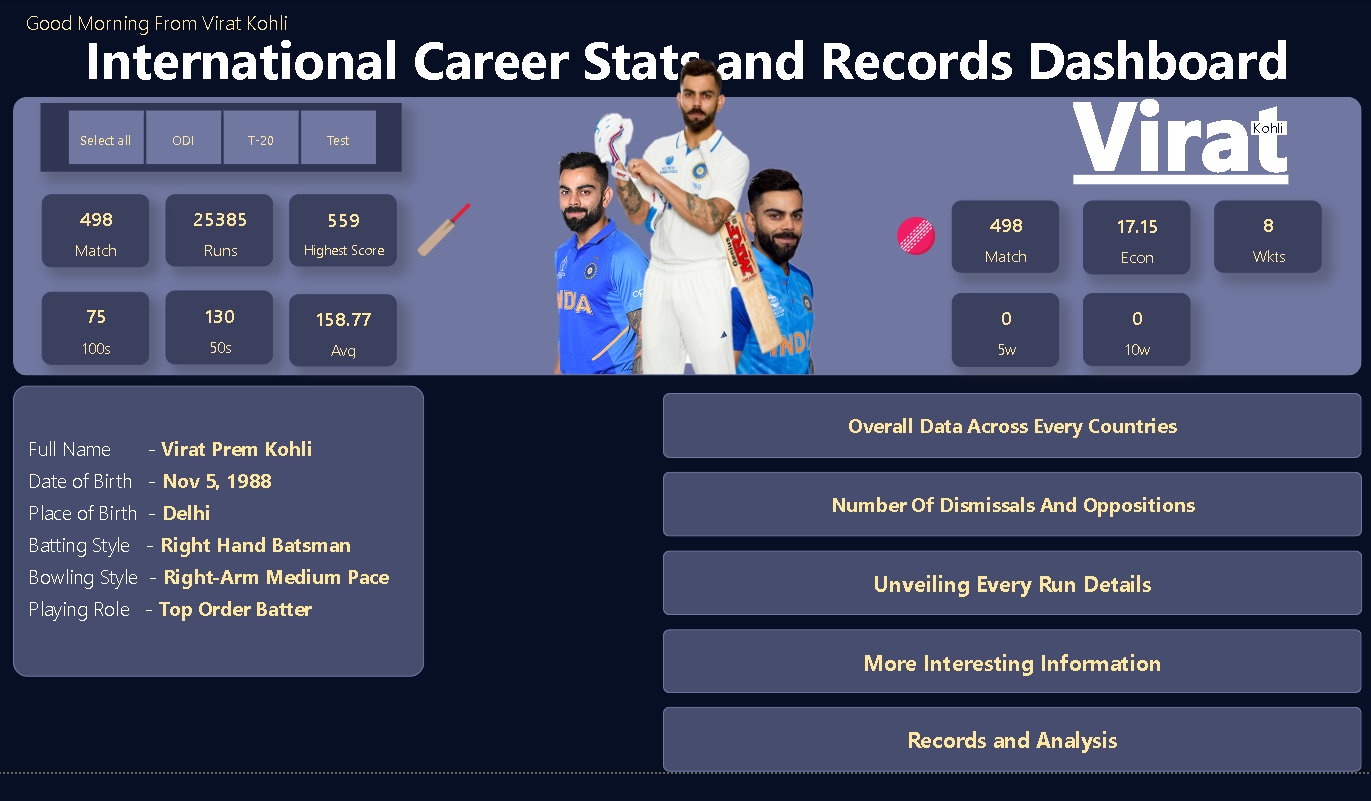 Good Morning From Virat Kohli
International Career Stats and Records Dashboard
Select all
ODI
T-20
Test
Virat
Kohli
498
Match
25385
Runs
559
Highest Score
75
100s
130
50s
158.77
Avg
498
Match
17.15
Econ
8
Wkts
0
5w
0
10w
INDIA
MRF
Genius
Full Name - Virat Prem Kohli
Date of Birth - Nov 5, 1988
Place of Birth - Delhi
Batting Style - Right Hand Batsman
Bowling Style - Right-Arm Medium Pace
Playing Role - Top Order Batter
Overall Data Across Every Countries
Number Of Dismissals And Oppositions
Unveiling Every Run Details
More Interesting Information
Records and Analysis